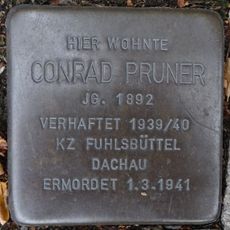 HIER WOHNTE
CONRAD PRUNER
JG. 1892
VERHAFTET 1939/40
KZ FUHLSBÜTTEL
DACHAU
ERMORDET 1.3.1941